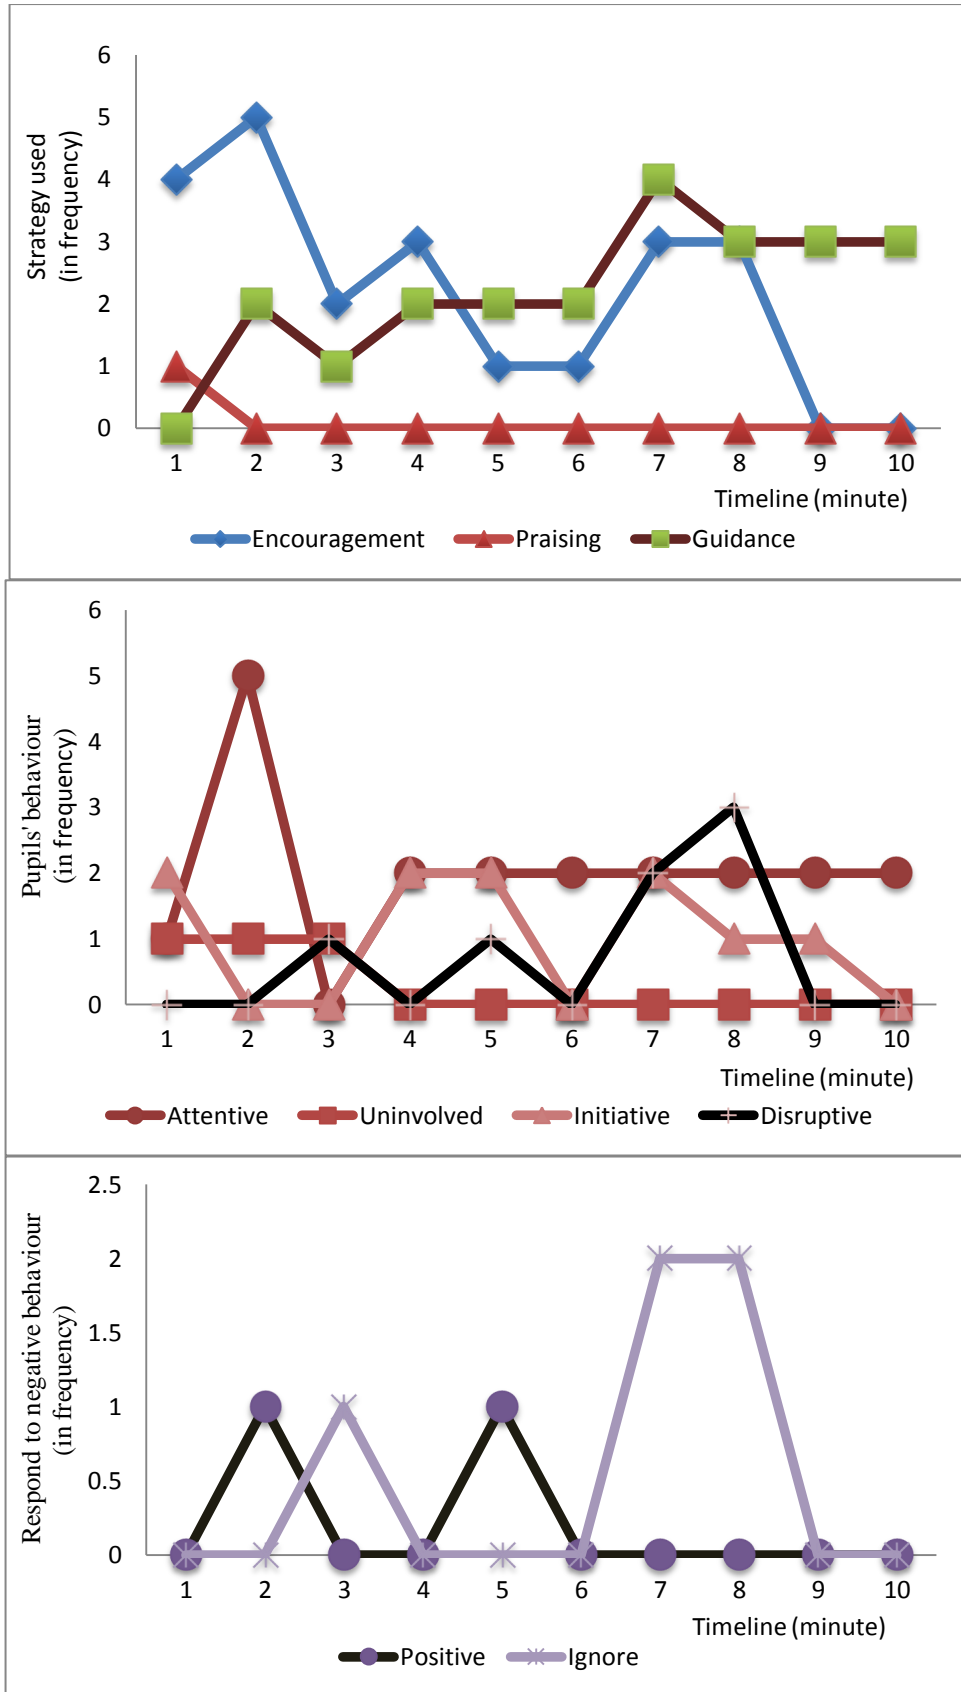 6
5
4
3
2
1
0
Strategy used
(in frequency)
1 2 3 4 5 6 7 8 9 10
Timeline (minute)
Encouragement Praising Guidance
6
5
4
3
2
1
0
Pupils' behaviour
(in frequency)
1 2 3 4 5 6 7 8 9 10
Timeline (minute)
Attentive Uninvolved Initiative Disruptive
2.5
2
1.5
1
0.5
0
Respond to negative behaviour
(in frequency)
1 2 3 4 5 6 7 8 9 10
Timeline (minute)
Positive Ignore